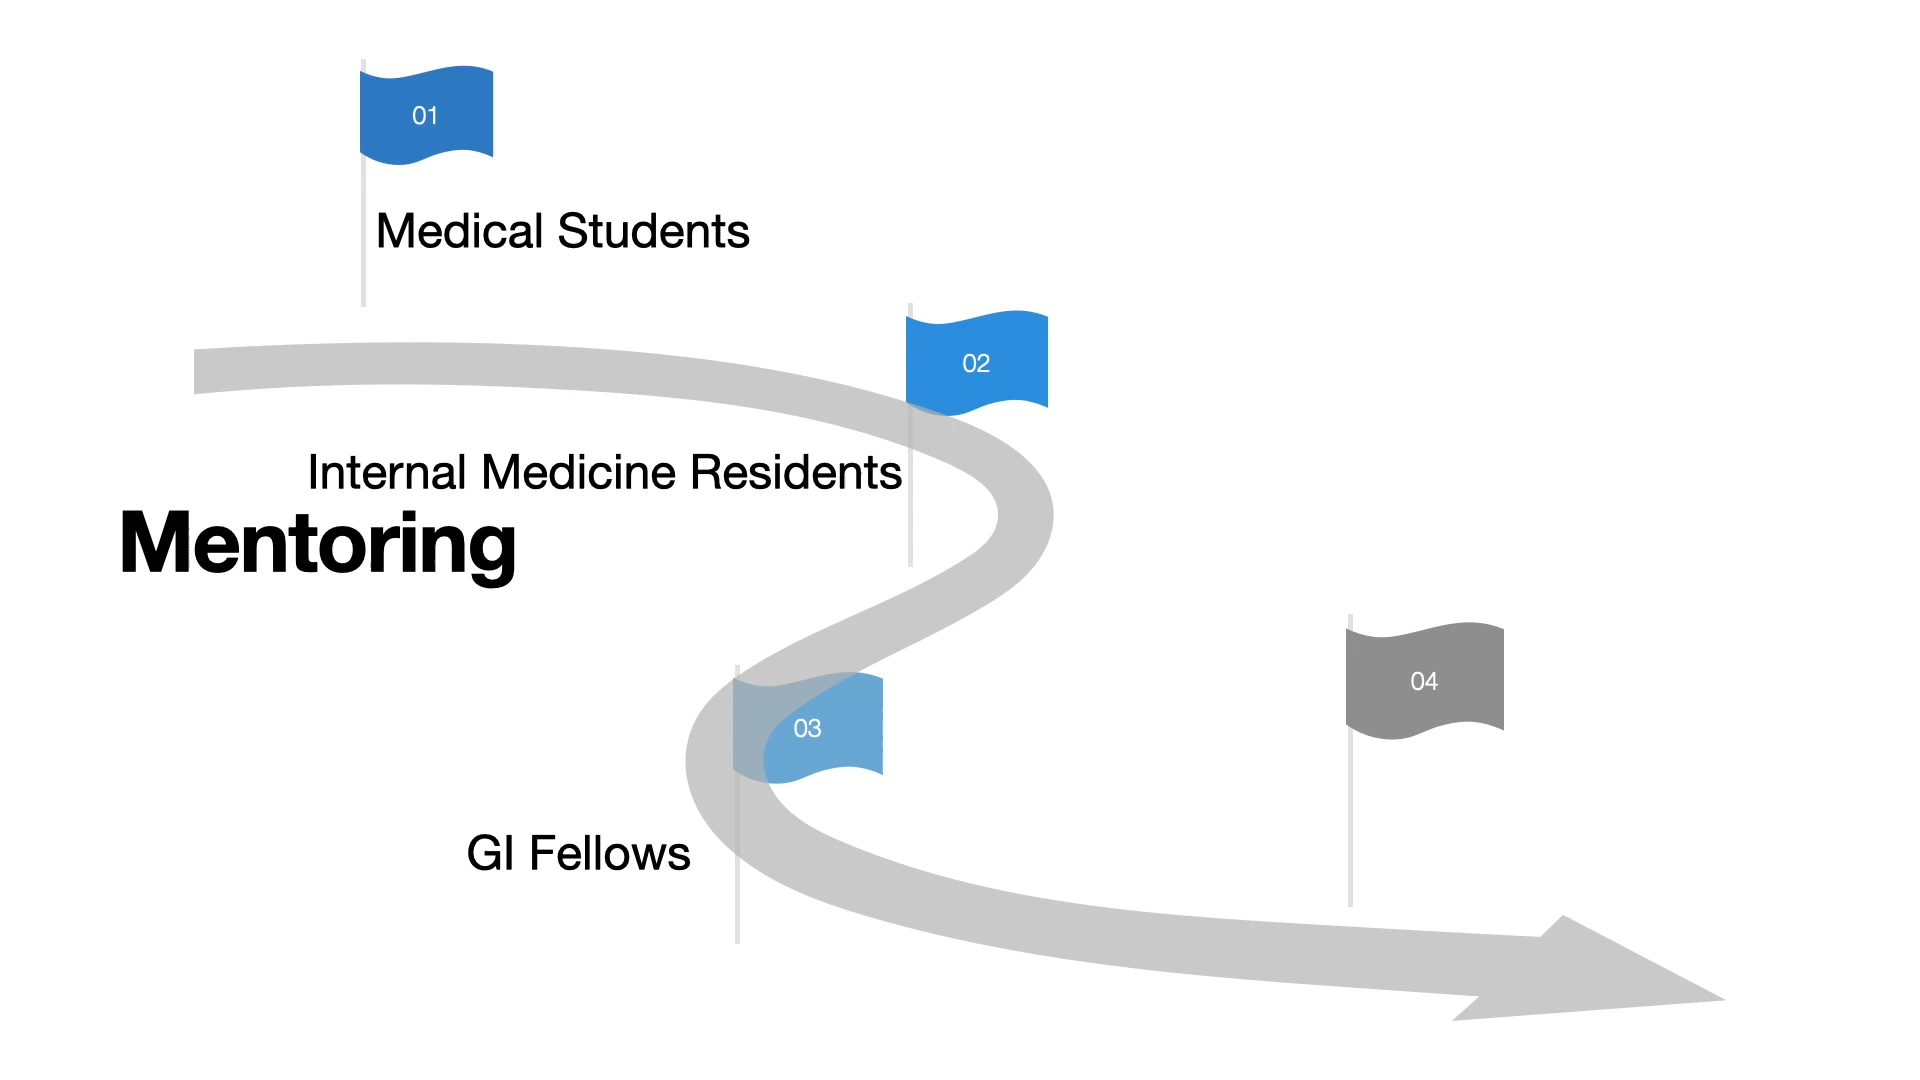 01
Medical Students
02
Internal Medicine Residents
Mentoring
04
03
GI Fellows